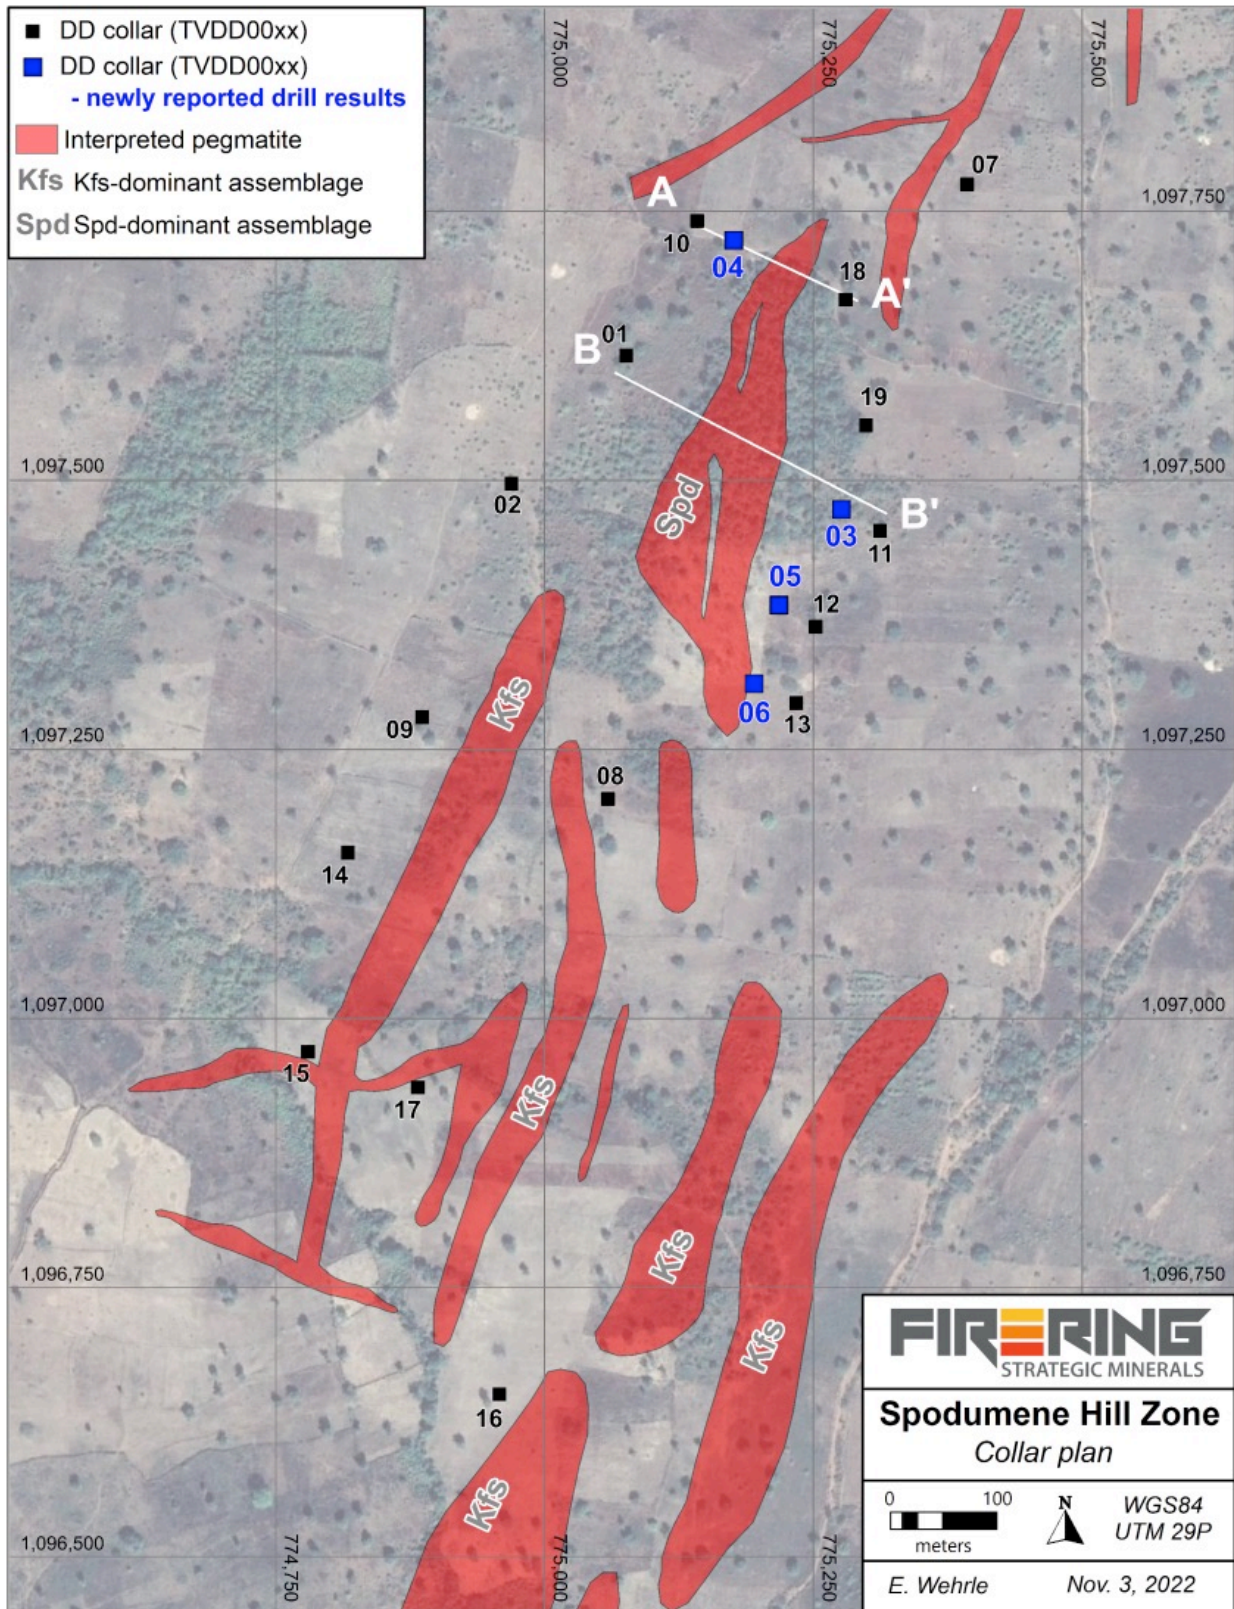 DD collar (TVDD00xx)
DD collar (TVDD00xx)
- newly reported drill results
Interpreted pegmatite
Kfs Kfs-dominant assemblage
Spd Spd-dominant assemblage
775,000
775,250
775,500
07
A
1,097,750
10
04
18
A'
01
B
19
1,097,500
1,097,500
02
Spd
03
B'
11
05
12
Kfs
06
13
09
1,097,250
1,097,250
08
14
1,097,000
1,097,000
15
17
Kfs
Kfs
1,096,750
1,096,750
Kfs
16
Kfs
1,096,500
774,750
775,000
775,250
FIRERING
STRATEGIC MINERALS
Spodumene Hill Zone
Collar plan
0 100
meters
N
WGS84
UTM 29P
E. Wehrle Nov. 3, 2022